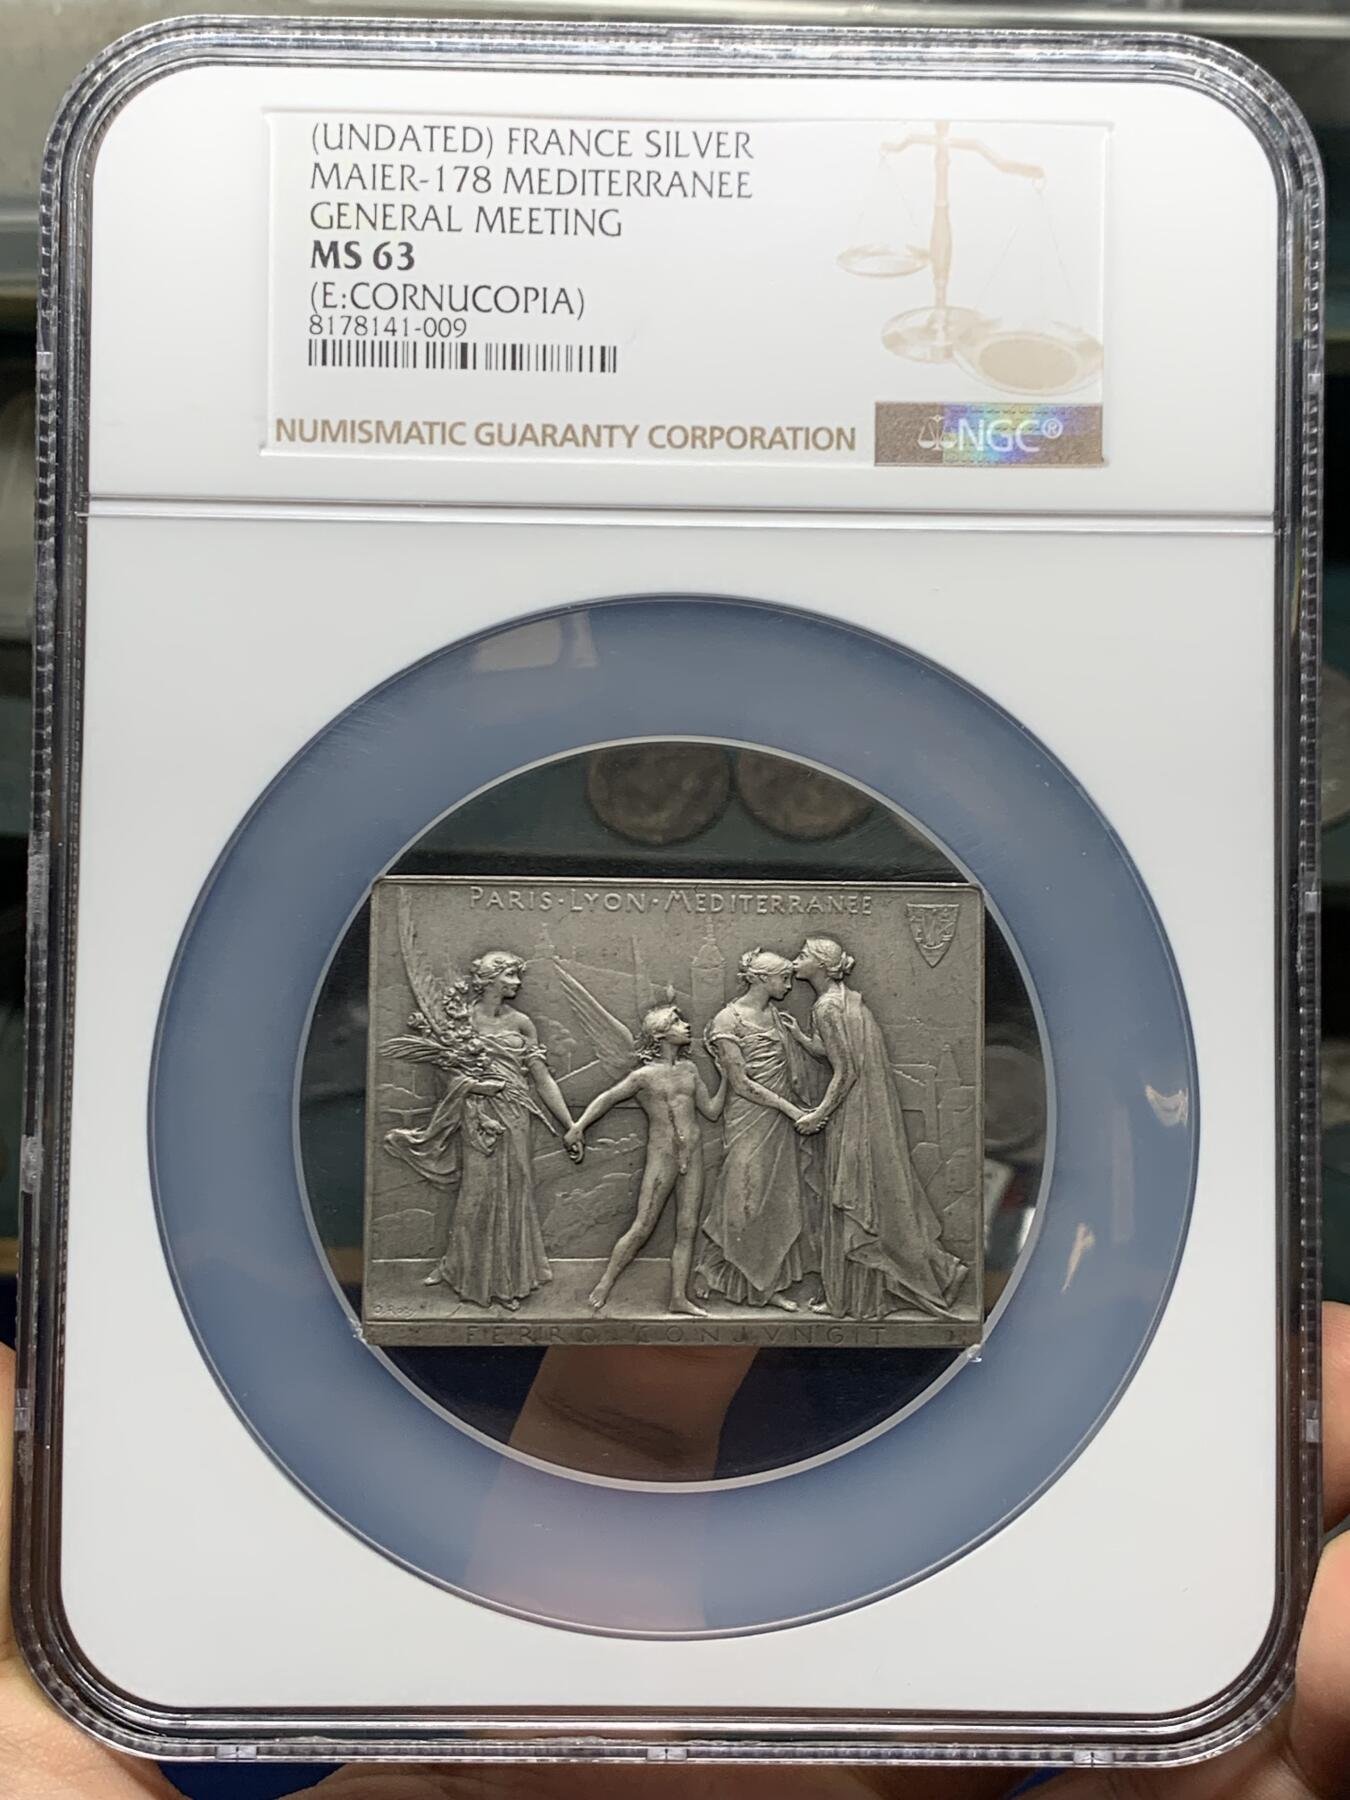 (UNDATED) FRANCE SILVER
MAIER-178 MEDITERRANEE
GENERAL MEETING
MS 63
(E:CORNUCOPIA)
8178141-009
NUMISMATIC GUARANTY CORPORATION
NGC®
PARIS·LYON·MEDITERRANEE
O. Roty
FERRO CONJVNGIT